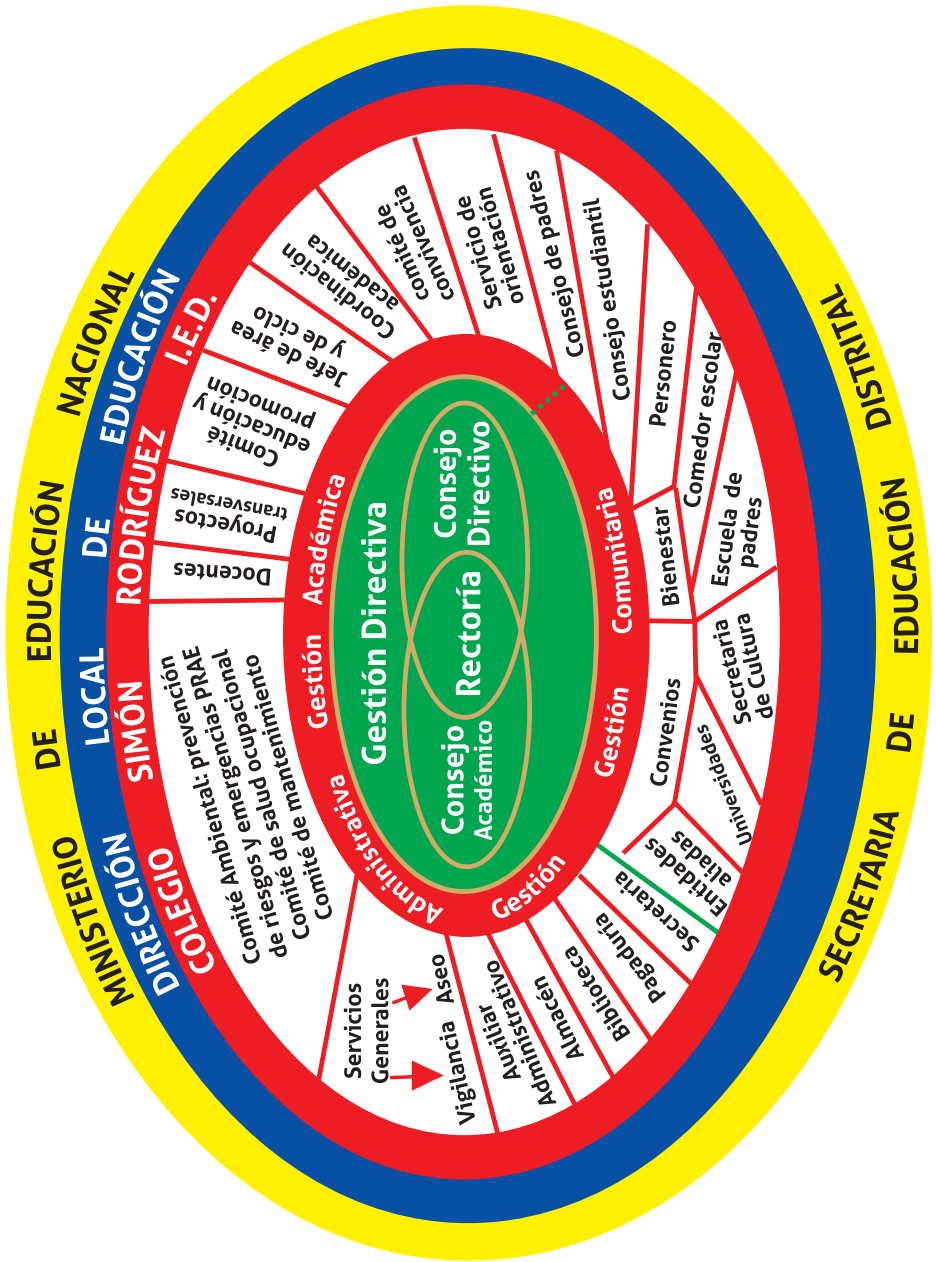 MINISTERIO DE EDUCACIÓN NACIONAL
DIRECCIÓN LOCAL DE EDUCACIÓN
COLEGIO SIMÓN RODRÍGUEZ I.E.D.
SECRETARIA DE EDUCACIÓN DISTRITAL
Gestión Académica
Gestión Comunitaria
Gestión Administrativa
Gestión Directiva
Consejo
Académico
Rectoría
Consejo
Directivo
Comité Ambiental: prevención
de riesgos y emergencias PRAE
Comité de salud ocupacional
Comité de mantenimiento
Docentes
Proyectos
transversales
Comité
educación y
promoción
Jefe de área
y de ciclo
Coordinación
académica
comité de
convivencia
Servicio de
orientación
Consejo de padres
Consejo estudiantil
Personero
Comedor escolar
Bienestar
Escuela de
padres
Secretaria
de Cultura
Convenios
Universidades
Entidades
aliadas
Secretaria
Pagaduría
Biblioteca
Almacén
Auxiliar
Administrativo
Servicios
Generales
Aseo
Vigilancia